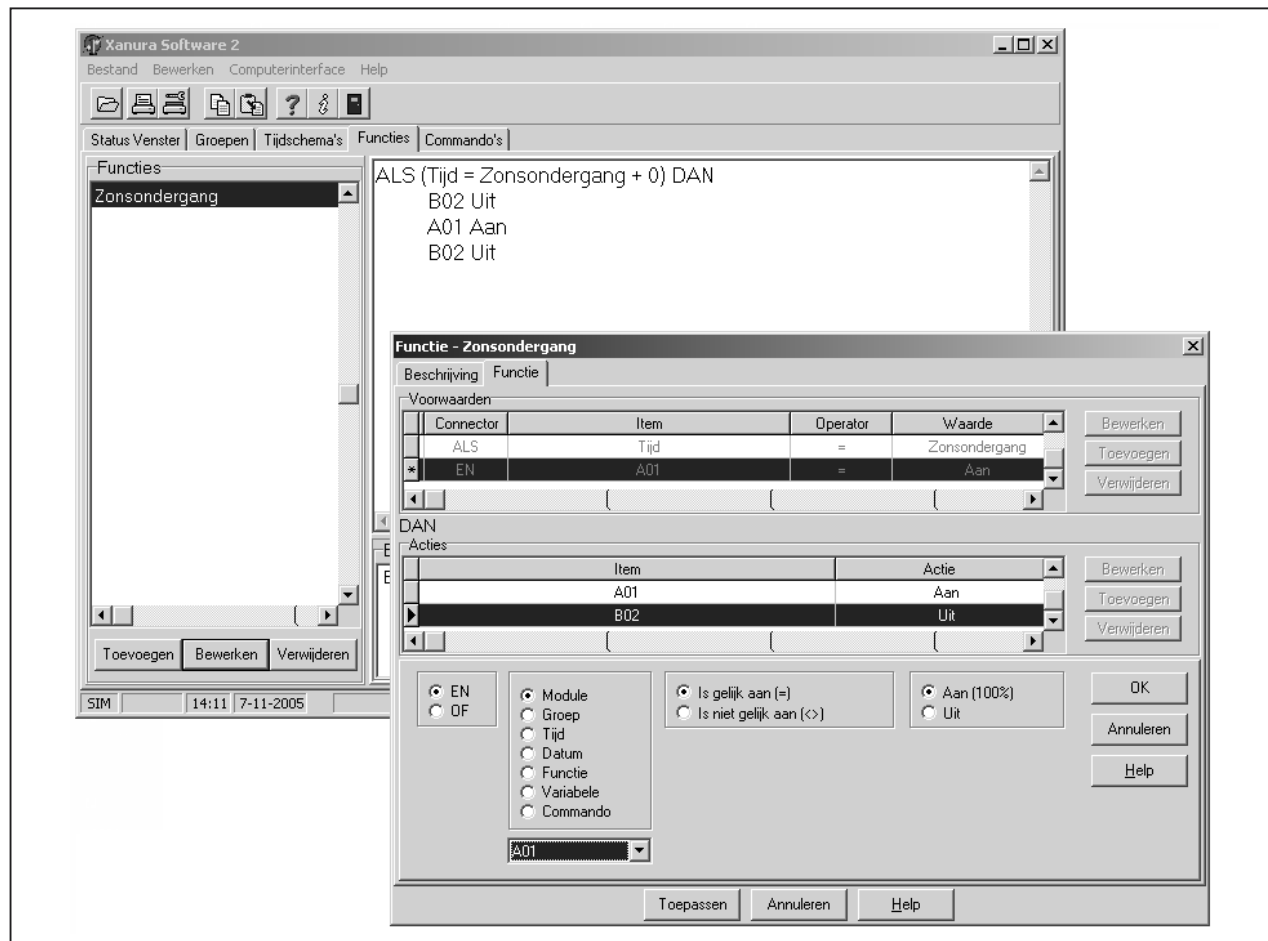 Xanura Software 2
Bestand Bewerken Computerinterface Help
Status Venster Groepen Tijdschema's Functies Commando's
Functies
Zonsondergang
ALS (Tijd = Zonsondergang + 0) DAN
B02 Uit
A01 Aan
B02 Uit
Toevoegen Bewerken Verwijderen
SIM 14:11 7-11-2005
Functie - Zonsondergang
Beschrijving Functie
Voorwaarden
Connector Item Operator Waarde
ALS Tijd = Zonsondergang
* EN A01 = Aan
Bewerken
Toevoegen
Verwijderen
DAN
Acties
Item Actie
A01 Aan
B02 Uit
Bewerken
Toevoegen
Verwijderen
EN
OF
Module
Groep
Tijd
Datum
Functie
Variabele
Commando
A01
Is gelijk aan (=)
Is niet gelijk aan (<>)
Aan (100%)
Uit
OK
Annuleren
Help
Toepassen Annuleren Help